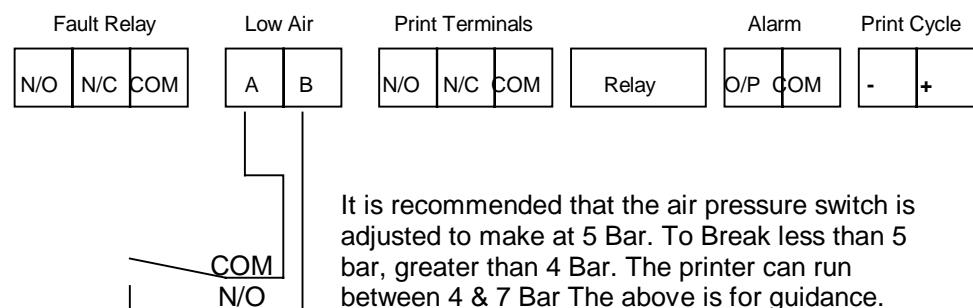 Fault Relay Low Air Print Terminals Alarm Print Cycle
N/O N/C COM A B N/O N/C COM Relay O/P COM - +
It is recommended that the air pressure switch is
adjusted to make at 5 Bar. To Break less than 5
bar, greater than 4 Bar. The printer can run
between 4 & 7 Bar The above is for guidance.
COM
N/O